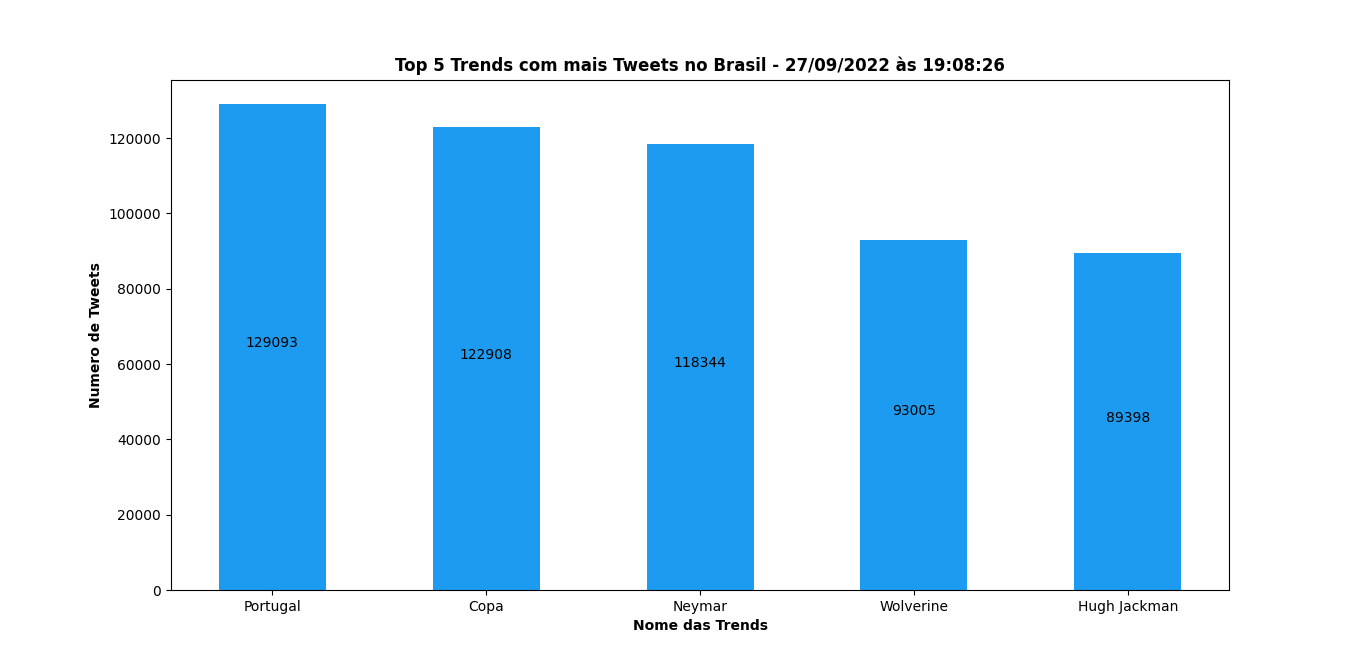 Top 5 Trends com mais Tweets no Brasil - 27/09/2022 às 19:08:26
Numero de Tweets
120000
100000
80000
60000
40000
20000
0
129093
122908
118344
93005
89398
Portugal
Copa
Neymar
Wolverine
Hugh Jackman
Nome das Trends